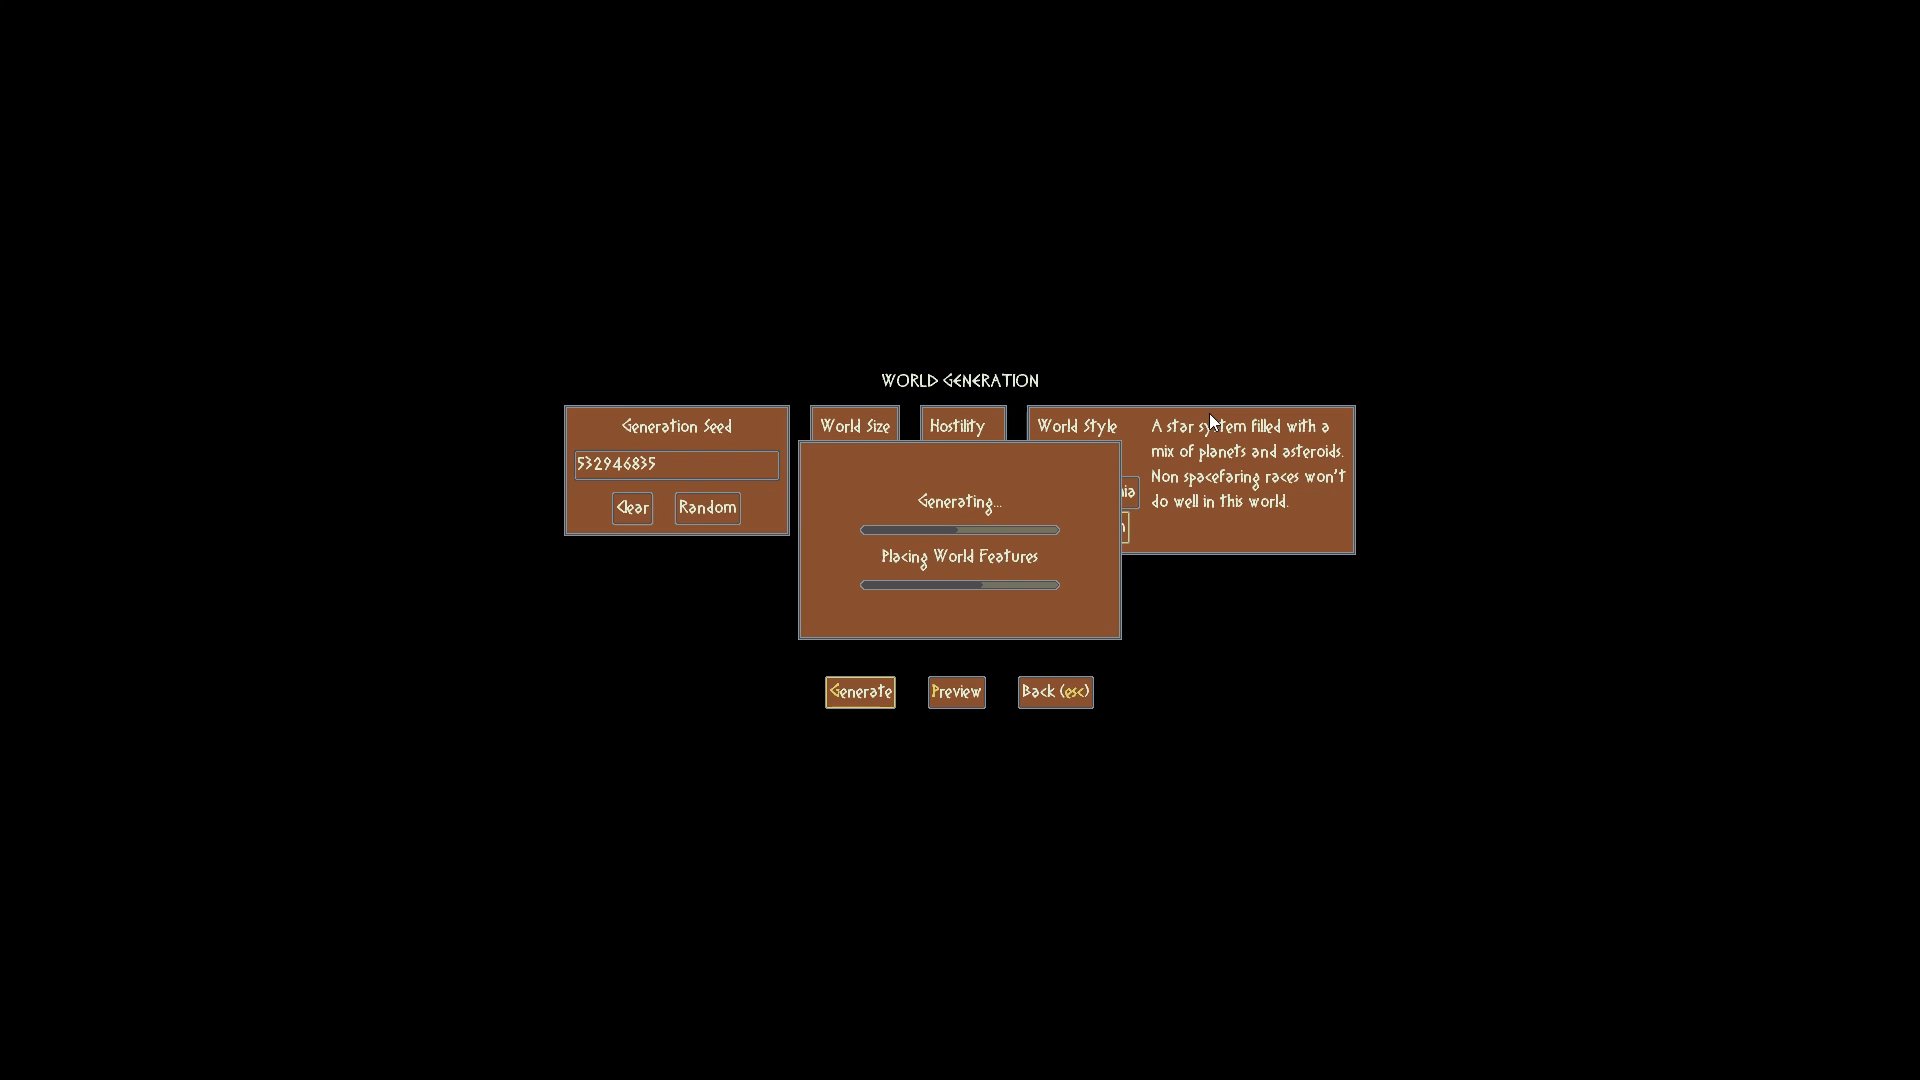 WORLD GENERATION
Generation Seed
532946835
Clear
Random
World Size
Hostility
World Style
A star system filled with a
mix of planets and asteroids.
Non spacefaring races won't
do well in this world.
Generating...
Placing World Features
Generate
Preview
Back (esc)